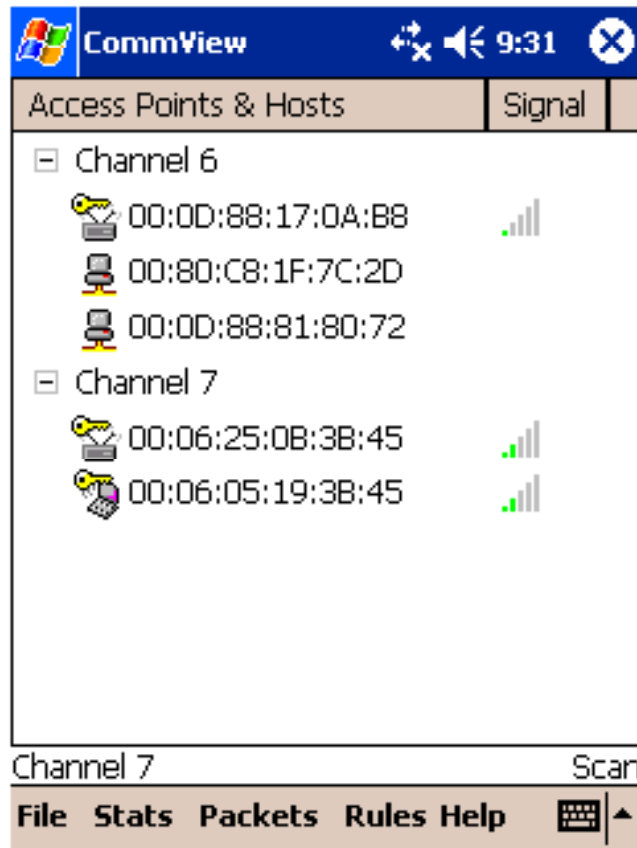 CommView 9:31
Access Points & Hosts Signal
Channel 6
00:0D:88:17:0A:B8
00:80:C8:1F:7C:2D
00:0D:88:81:80:72
Channel 7
00:06:25:0B:3B:45
00:06:05:19:3B:45
Channel 7 Scan
File Stats Packets Rules Help